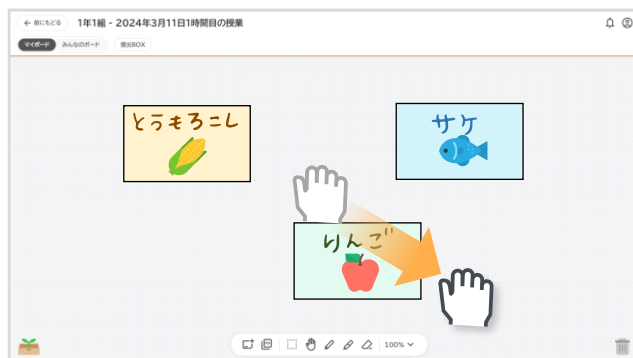 ← 前にもどる
1年1組 - 2024年3月11日1時間目の授業
マイボード
みんなのボード
提出BOX
とうもろこし
サケ
りんご
100%